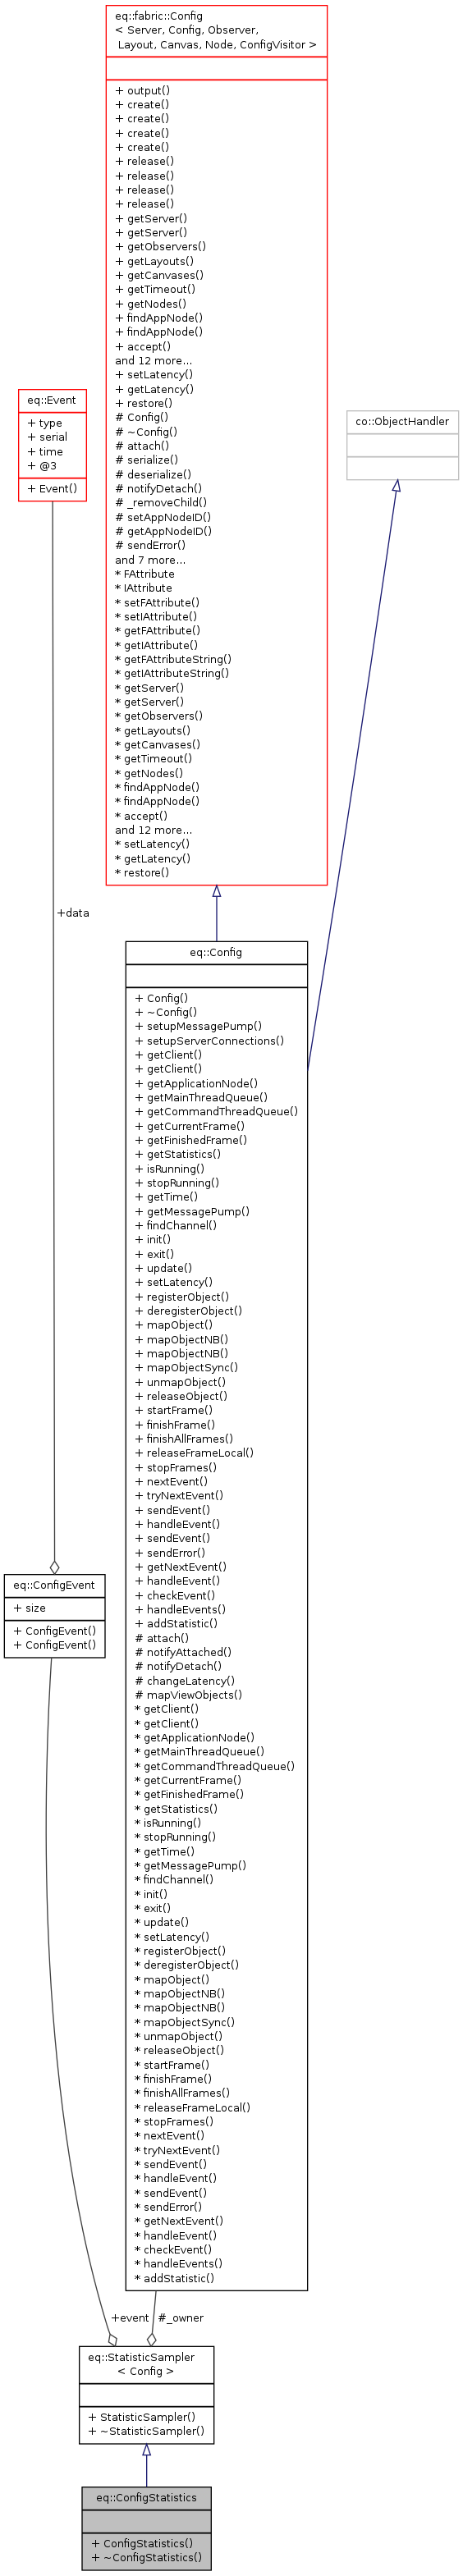 eq::fabric::Config
< Server, Config, Observer,
Layout, Canvas, Node, ConfigVisitor >
+ output()
+ create()
+ create()
+ create()
+ create()
+ release()
+ release()
+ release()
+ release()
+ getServer()
+ getServer()
+ getObservers()
+ getLayouts()
+ getCanvases()
+ getTimeout()
+ getNodes()
+ findAppNode()
+ findAppNode()
+ accept()
and 12 more...
+ setLatency()
+ getLatency()
+ restore()
# Config()
# ~Config()
# attach()
# serialize()
# deserialize()
# notifyDetach()
# _removeChild()
# setAppNodeID()
# getAppNodeID()
# sendError()
and 7 more...
* FAttribute
* IAttribute
* setFAttribute()
* setIAttribute()
* getFAttribute()
* getIAttribute()
* getFAttributeString()
* getIAttributeString()
* getServer()
* getServer()
* getObservers()
* getLayouts()
* getCanvases()
* getTimeout()
* getNodes()
* findAppNode()
* findAppNode()
* accept()
and 12 more...
* setLatency()
* getLatency()
* restore()
eq::Event
+ type
+ serial
+ time
+ @3
+ Event()
co::ObjectHandler
+data
eq::Config
+ Config()
+ ~Config()
+ setupMessagePump()
+ setupServerConnections()
+ getClient()
+ getClient()
+ getApplicationNode()
+ getMainThreadQueue()
+ getCommandThreadQueue()
+ getCurrentFrame()
+ getFinishedFrame()
+ getStatistics()
+ isRunning()
+ stopRunning()
+ getTime()
+ getMessagePump()
+ findChannel()
+ init()
+ exit()
+ update()
+ setLatency()
+ registerObject()
+ deregisterObject()
+ mapObject()
+ mapObjectNB()
+ mapObjectNB()
+ mapObjectSync()
+ unmapObject()
+ releaseObject()
+ startFrame()
+ finishFrame()
+ finishAllFrames()
+ releaseFrameLocal()
+ stopFrames()
+ nextEvent()
+ tryNextEvent()
+ sendEvent()
+ handleEvent()
+ sendEvent()
+ sendError()
+ getNextEvent()
+ handleEvent()
+ checkEvent()
+ handleEvents()
+ addStatistic()
# attach()
# notifyAttached()
# notifyDetach()
# changeLatency()
# mapViewObjects()
* getClient()
* getClient()
* getApplicationNode()
* getMainThreadQueue()
* getCommandThreadQueue()
* getCurrentFrame()
* getFinishedFrame()
* getStatistics()
* isRunning()
* stopRunning()
* getTime()
* getMessagePump()
* findChannel()
* init()
* exit()
* update()
* setLatency()
* registerObject()
* deregisterObject()
* mapObject()
* mapObjectNB()
* mapObjectNB()
* mapObjectSync()
* unmapObject()
* releaseObject()
* startFrame()
* finishFrame()
* finishAllFrames()
* releaseFrameLocal()
* stopFrames()
* nextEvent()
* tryNextEvent()
* sendEvent()
* handleEvent()
* sendEvent()
* sendError()
* getNextEvent()
* handleEvent()
* checkEvent()
* handleEvents()
* addStatistic()
eq::ConfigEvent
+ size
+ ConfigEvent()
+ ConfigEvent()
+event
#_owner
eq::StatisticSampler
< Config >
+ StatisticSampler()
+ ~StatisticSampler()
eq::ConfigStatistics
+ ConfigStatistics()
+ ~ConfigStatistics()